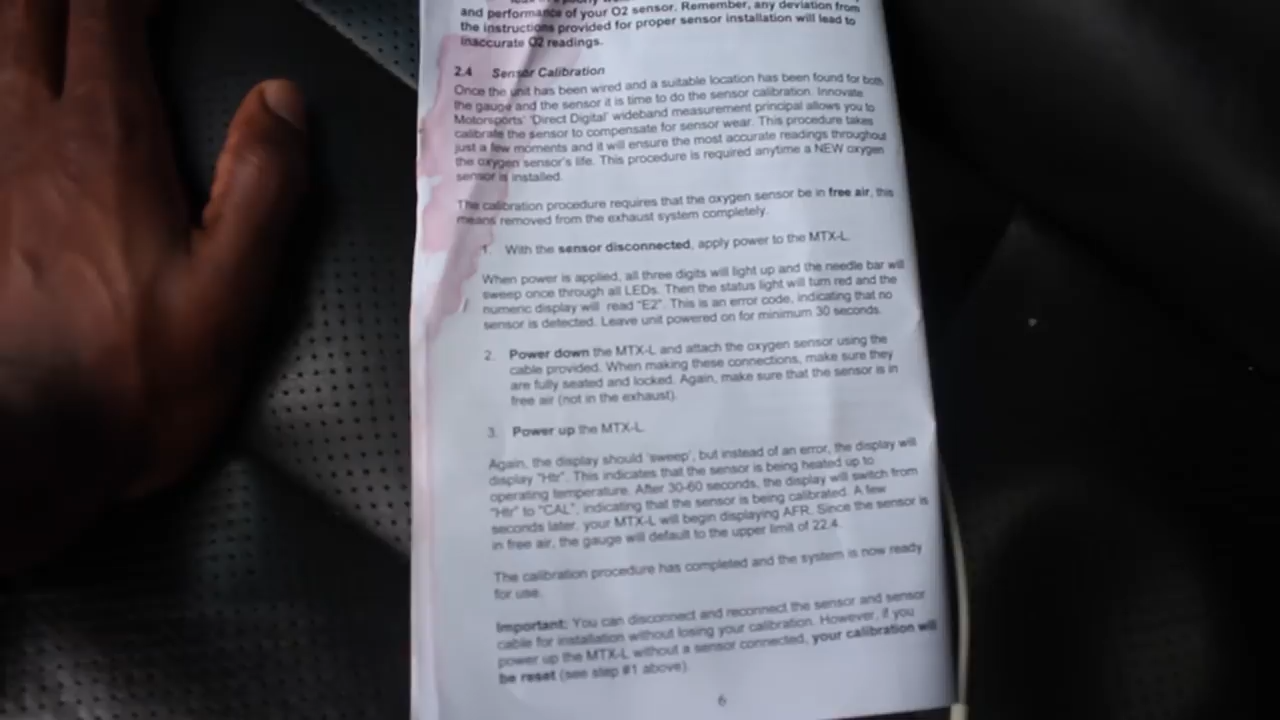 and performance of your O2 sensor. Remember, any deviation from
the instructions provided for proper sensor installation will lead to
inaccurate O2 readings.
2.4 Sensor Calibration
Once the unit has been wired and a suitable location has been found for both
the gauge and the sensor it is time to do the sensor calibration. Innovate
Motorsports' 'Direct Digital' wideband measurement principal allows you to
calibrate the sensor to compensate for sensor wear. This procedure takes
just a few moments and it will ensure the most accurate readings throughout
the oxygen sensor's life. This procedure is required anytime a NEW oxygen
sensor is installed.
The calibration procedure requires that the oxygen sensor be in free air, this
means removed from the exhaust system completely.
1. With the sensor disconnected, apply power to the MTX-L.
When power is applied, all three digits will light up and the needle bar will
sweep once through all LEDs. Then the status light will turn red and the
numeric display will read "E2". This is an error code, indicating that no
sensor is detected. Leave unit powered on for minimum 30 seconds.
2. Power down the MTX-L and attach the oxygen sensor using the
cable provided. When making these connections, make sure they
are fully seated and locked. Again, make sure that the sensor is in
free air (not in the exhaust).
3. Power up the MTX-L.
Again, the display should 'sweep', but instead of an error, the display will
display "Htr". This indicates that the sensor is being heated up to
operating temperature. After 30-60 seconds, the display will switch from
"Htr" to "CAL", indicating that the sensor is being calibrated. A few
seconds later, your MTX-L will begin displaying AFR. Since the sensor is
in free air, the gauge will default to the upper limit of 22.4.
The calibration procedure has completed and the system is now ready
for use.
Important: You can disconnect and reconnect the sensor and sensor
cable for installation without losing your calibration. However, if you
power up the MTX-L without a sensor connected, your calibration will
be reset (see step #1 above).
6